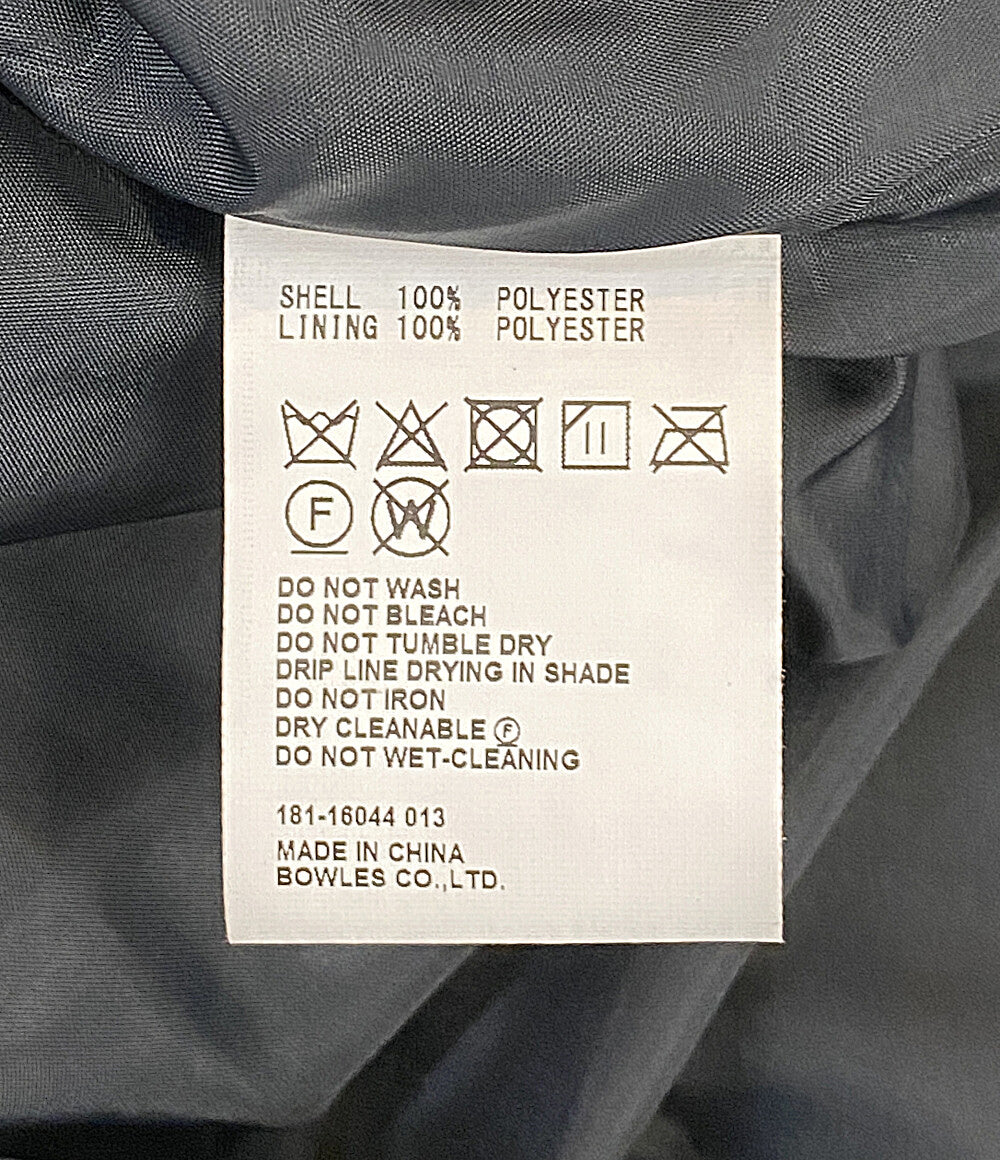 SHELL 100% POLYESTER
LINING 100% POLYESTER
F W
DO NOT WASH
DO NOT BLEACH
DO NOT TUMBLE DRY
DRIP LINE DRYING IN SHADE
DO NOT IRON
DRY CLEANABLE Ⓕ
DO NOT WET-CLEANING
181-16044 013
MADE IN CHINA
BOWLES CO.,LTD.